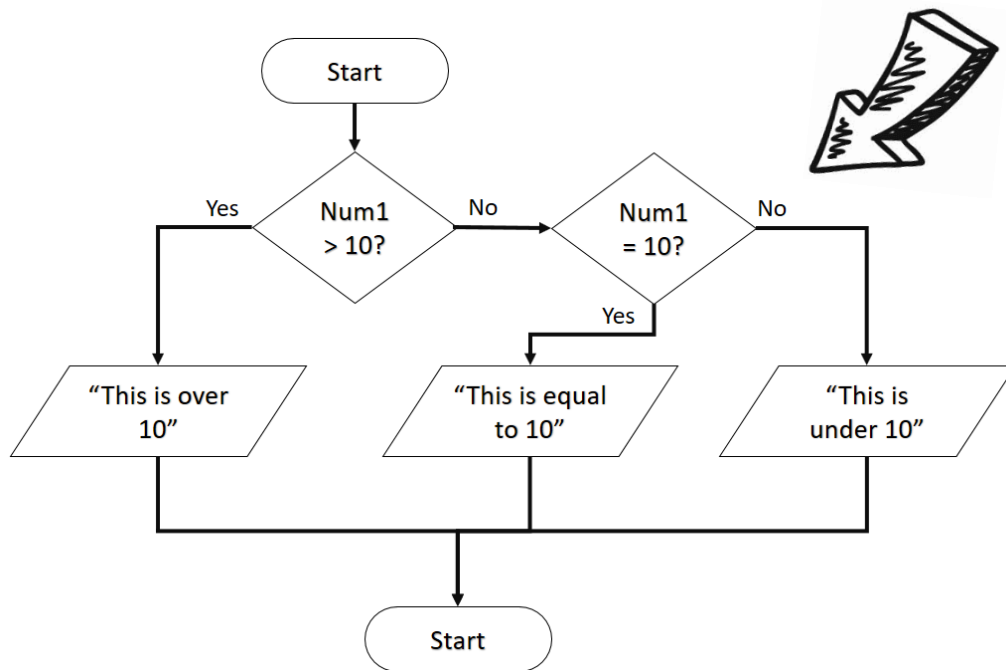 Start
Yes
Num1
> 10?
No
Num1
= 10?
No
Yes
“This is over
10”
“This is equal
to 10”
“This is
under 10”
Start